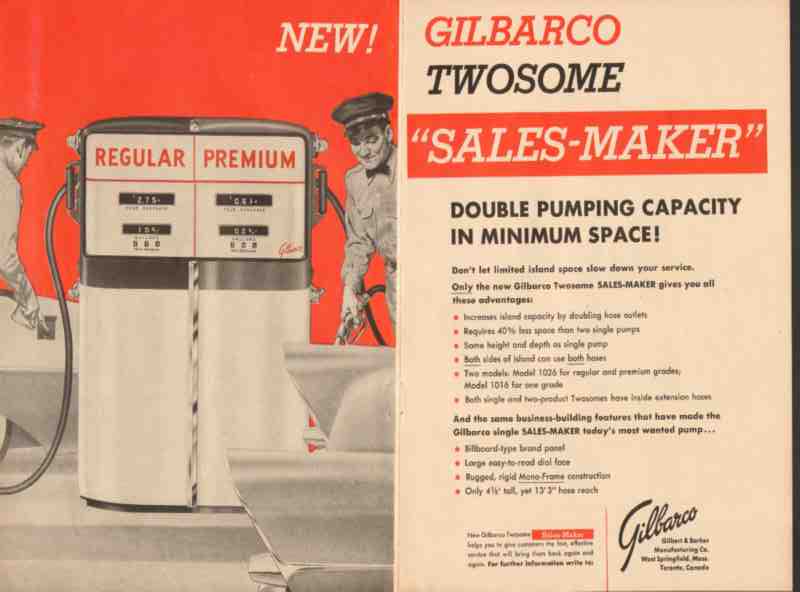 NEW!
REGULAR PREMIUM
Gilbarco
GILBARCO
TWOSOME
“SALES-MAKER”
DOUBLE PUMPING CAPACITY
IN MINIMUM SPACE!
Don't let limited island space slow down your service.
Only the new Gilbarco Twosome SALES-MAKER gives you all
these advantages:
• Increases island capacity by doubling hose outlets
• Requires 40% less space than two single pumps
• Same height and depth as single pump
• Both sides of island can use both hoses
• Two models: Model 1026 for regular and premium grades;
Model 1016 for one grade
• Both single and two-product Twosomes have inside extension hoses
And the same business-building features that have made the
Gilbarco single SALES-MAKER today's most wanted pump...
• Billboard-type brand panel
• Large easy-to-read dial face
• Rugged, rigid Mono-Frame construction
• Only 4½' tall, yet 13' 3" hose reach
New Gilbarco Twosome Sales-Maker
helps you to give customers the fast, effective
service that will bring them back again and
again. For further information write to:
Gilbarco
Gilbert & Barker
Manufacturing Co.
West Springfield, Mass.
Toronto, Canada